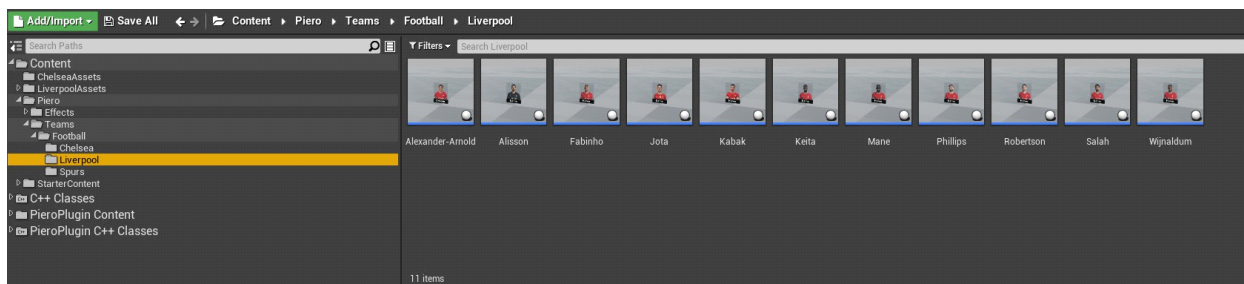 Add/Import Save All Content Piero Teams Football Liverpool
Search Paths
Content
ChelseaAssets
LiverpoolAssets
Piero
Effects
Teams
Football
Chelsea
Liverpool
Spurs
StarterContent
C++ Classes
PieroPlugin Content
PieroPlugin C++ Classes
Filters Search Liverpool
Alexander-Arnold Alisson Fabinho Jota Kabak Keita Mane Phillips Robertson Salah Wijnaldum
11 items